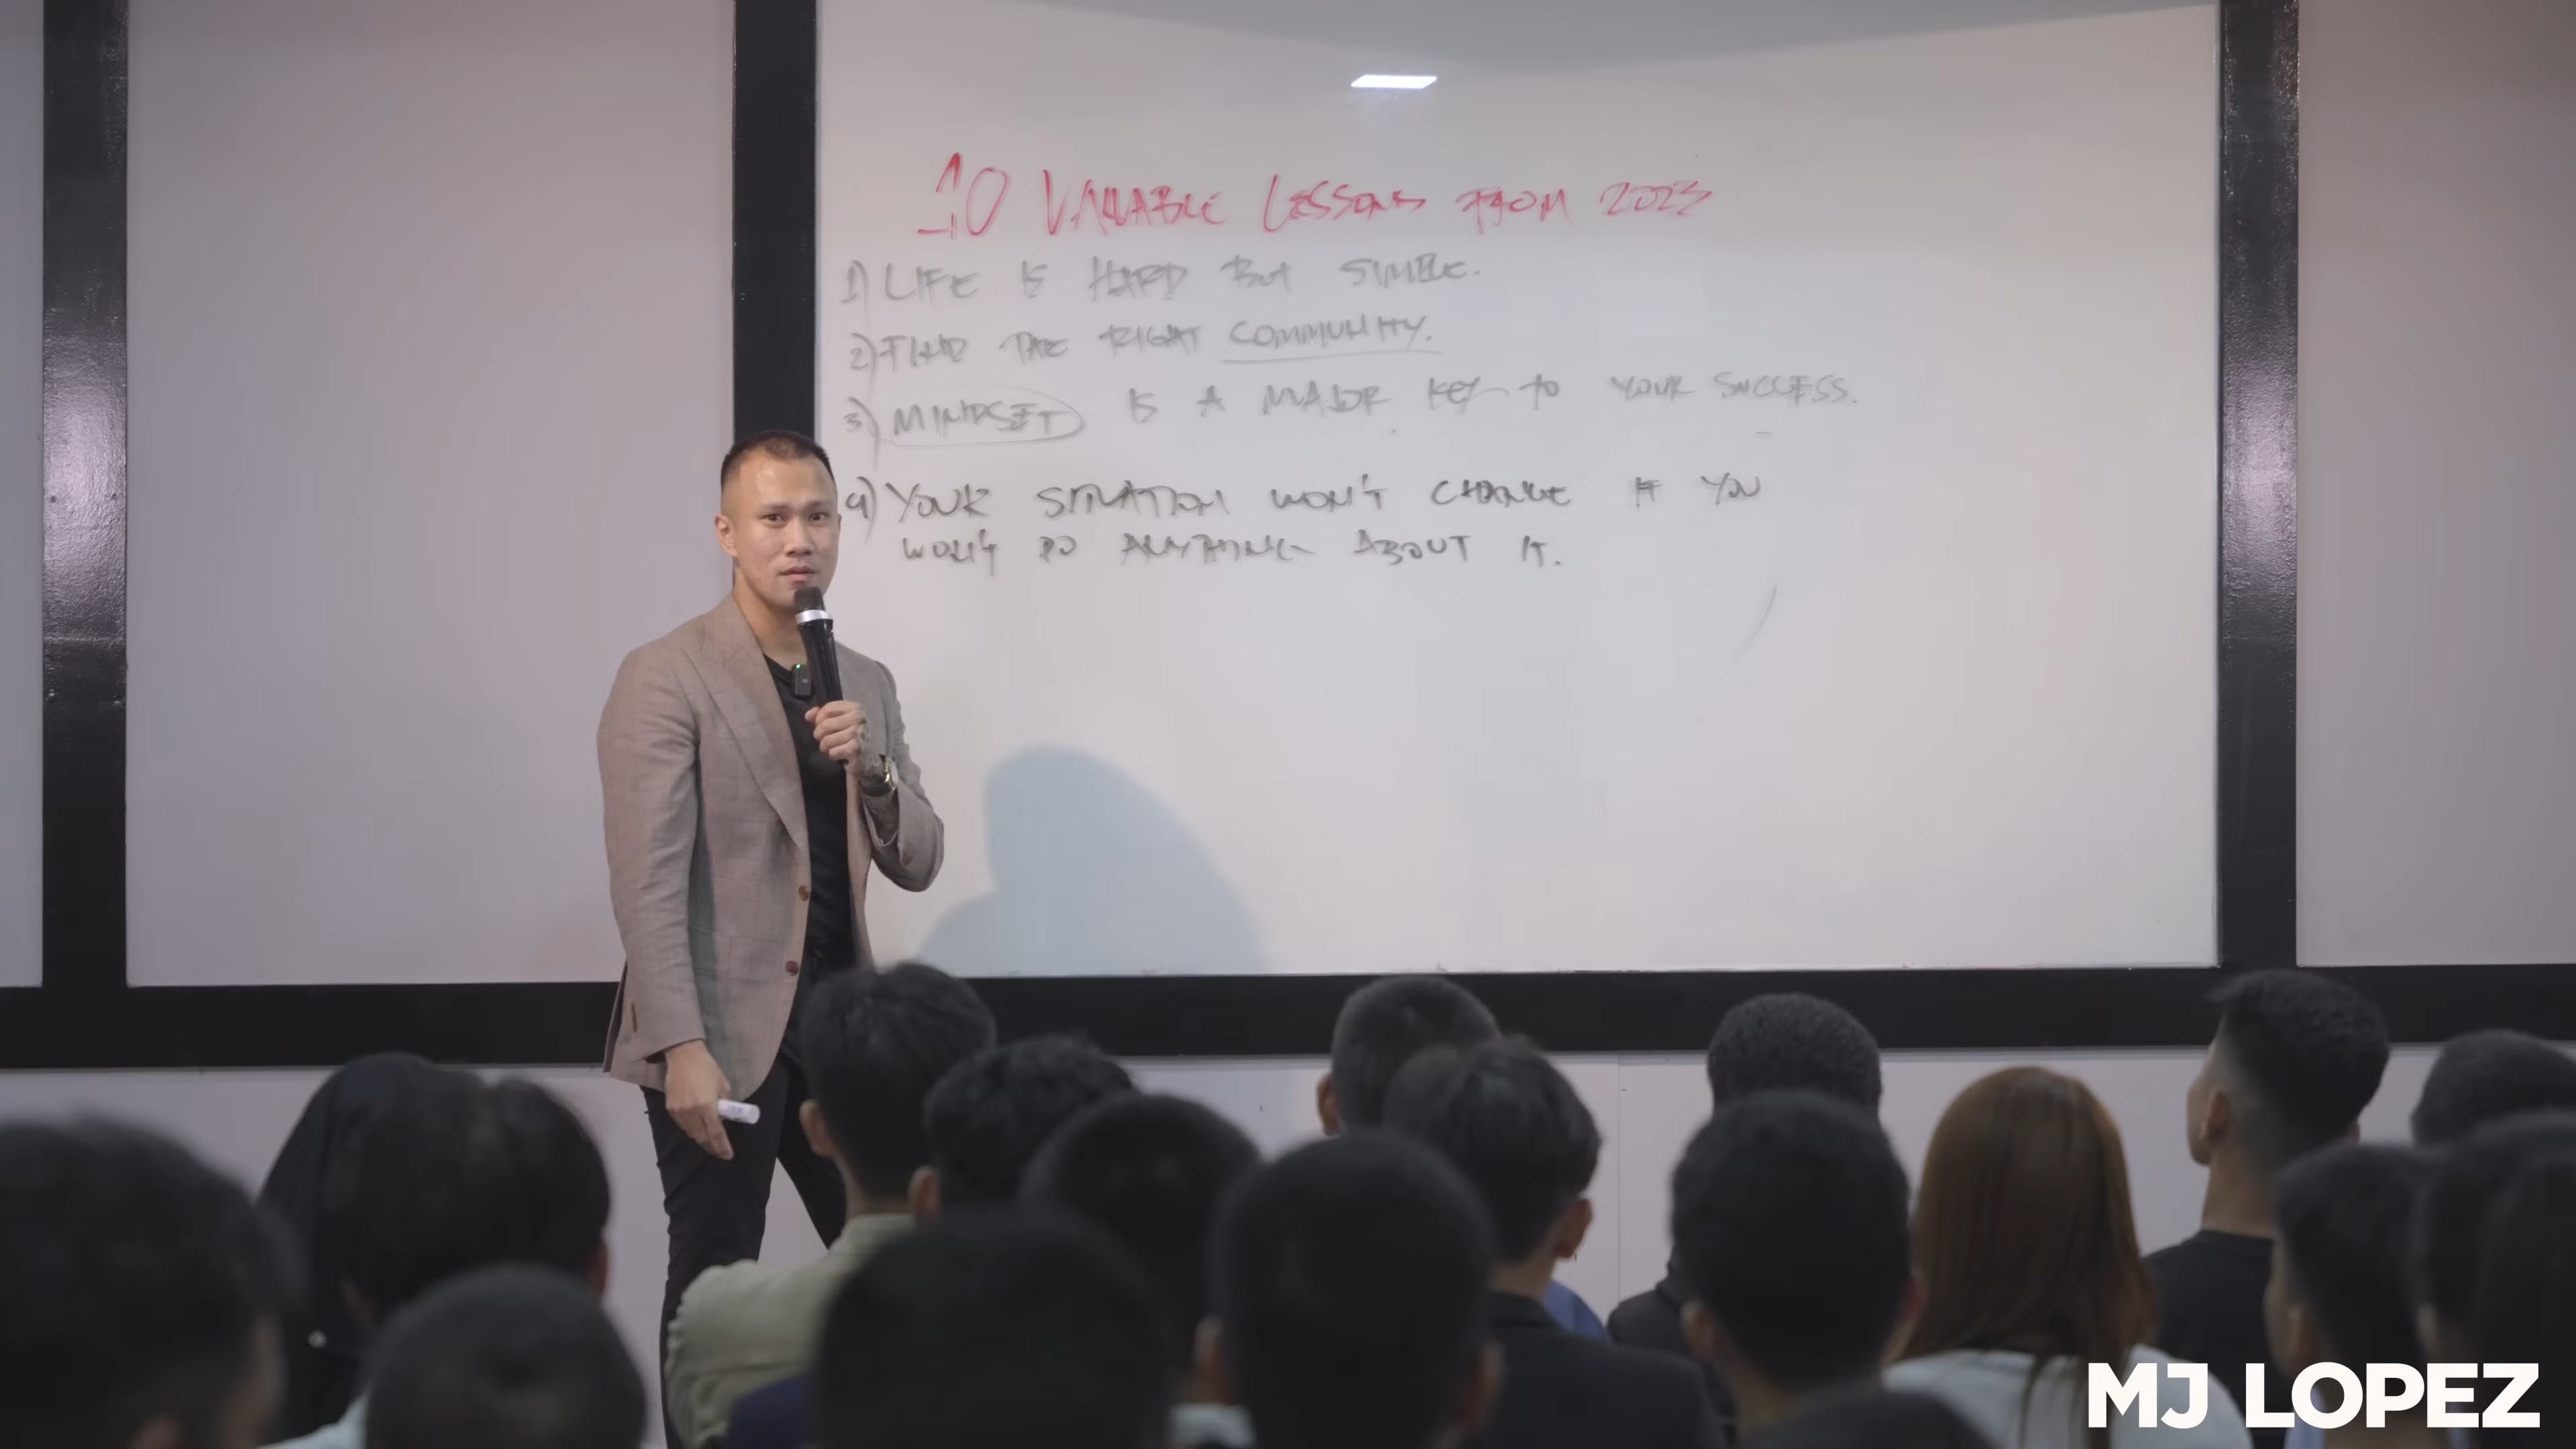 10 VALUABLE LESSONS FROM 2023
1) LIFE IS HARD BUT SIMPLE.
2) FIND THE RIGHT COMMUNITY.
3) MINDSET IS A MAJOR KEY TO YOUR SUCCESS.
4) YOUR SITUATION WON'T CHANGE IF YOU
WON'T DO ANYTHING ABOUT IT.
MJ LOPEZ